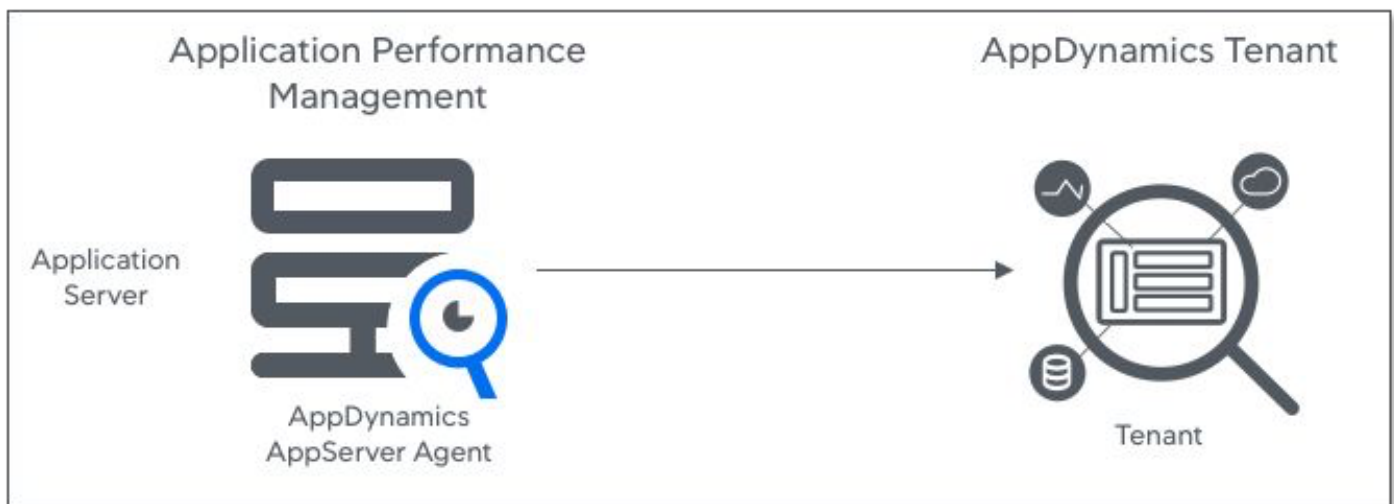 Application Performance
Management
AppDynamics Tenant
Application
Server
AppDynamics
AppServer Agent
Tenant